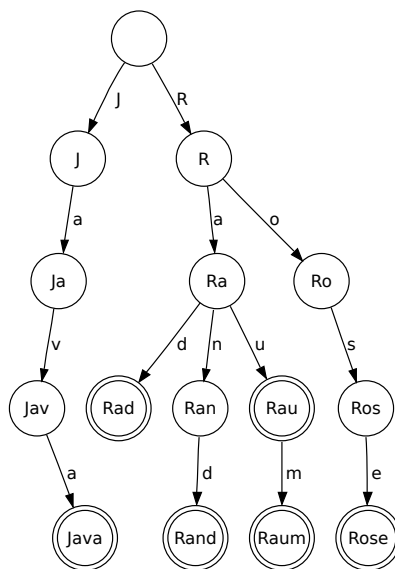 J R
J R
a a o
Ja Ra Ro
v d n u s
Jav Rad Ran Rau Ros
a d m e
Java Rand Raum Rose